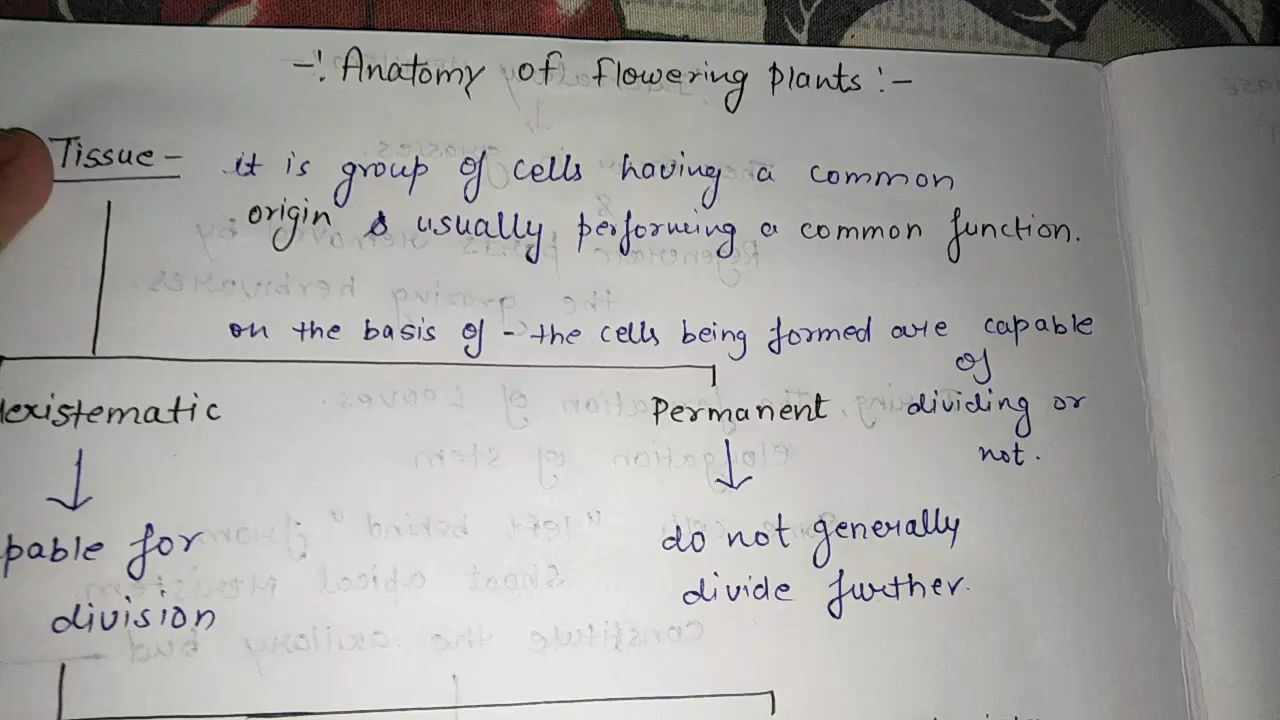 -: Anatomy of flowering plants :-
Tissue - it is group of cells having a common
origin & usually performing a common function.
on the basis of - the cells being formed are capable
of
dividing or
not.
existematic
Permanent
pable for
division
do not generally
divide further.